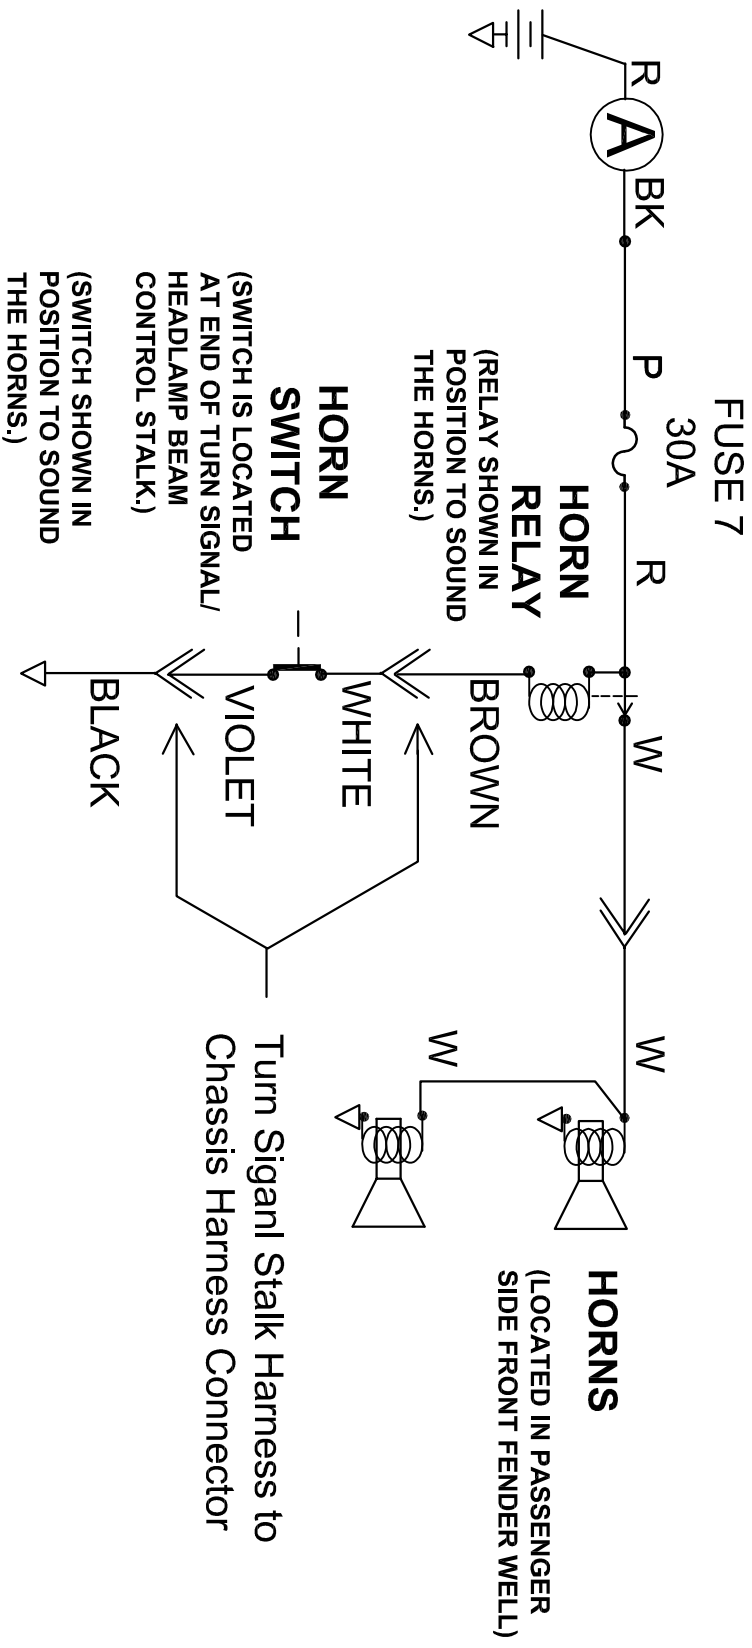 FUSE 7
30A
R
A
BK
P
R
W
W
W
HORN
RELAY
(RELAY SHOWN IN
POSITION TO SOUND
THE HORNS.)
HORN
SWITCH
(SWITCH IS LOCATED
AT END OF TURN SIGNAL/
HEADLAMP BEAM
CONTROL STALK.)
(SWITCH SHOWN IN
POSITION TO SOUND
THE HORNS.)
BROWN
WHITE
VIOLET
BLACK
HORNS
(LOCATED IN PASSENGER
SIDE FRONT FENDER WELL)
Turn Siganl Stalk Harness to
Chassis Harness Connector